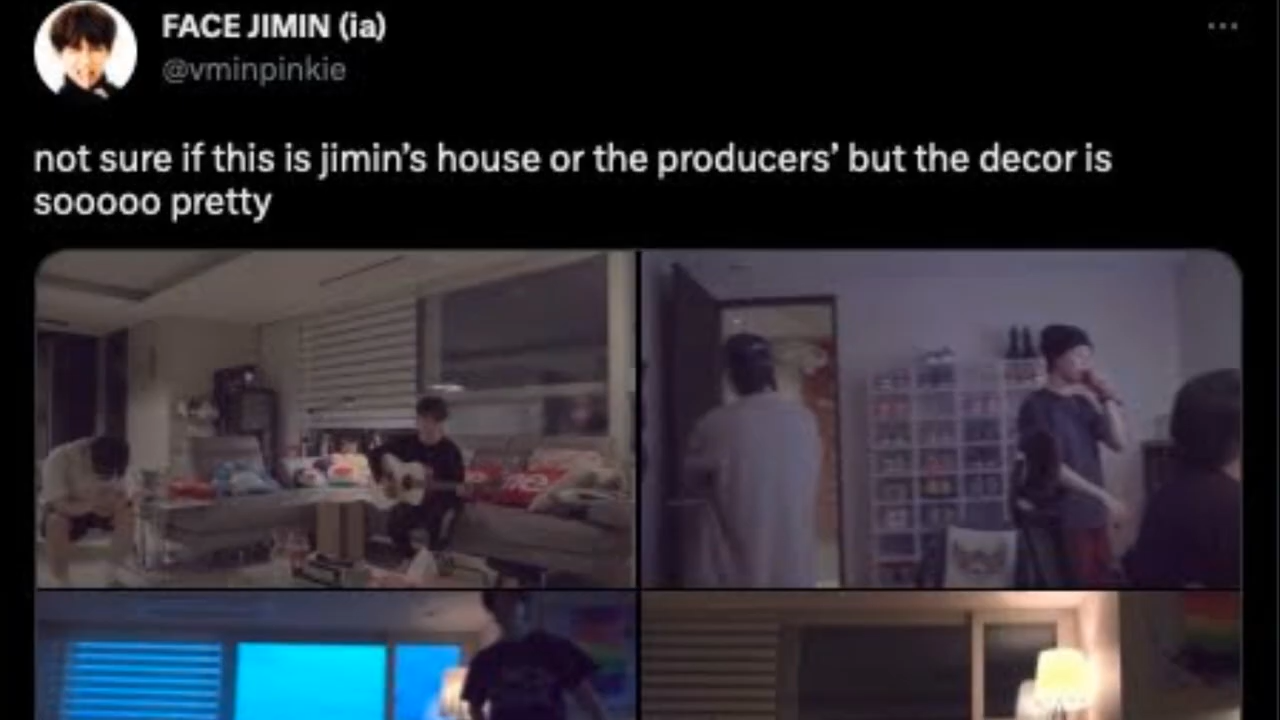 FACE JIMIN (ia)
@vminpinkie
not sure if this is jimin's house or the producers' but the decor is
sooooo pretty